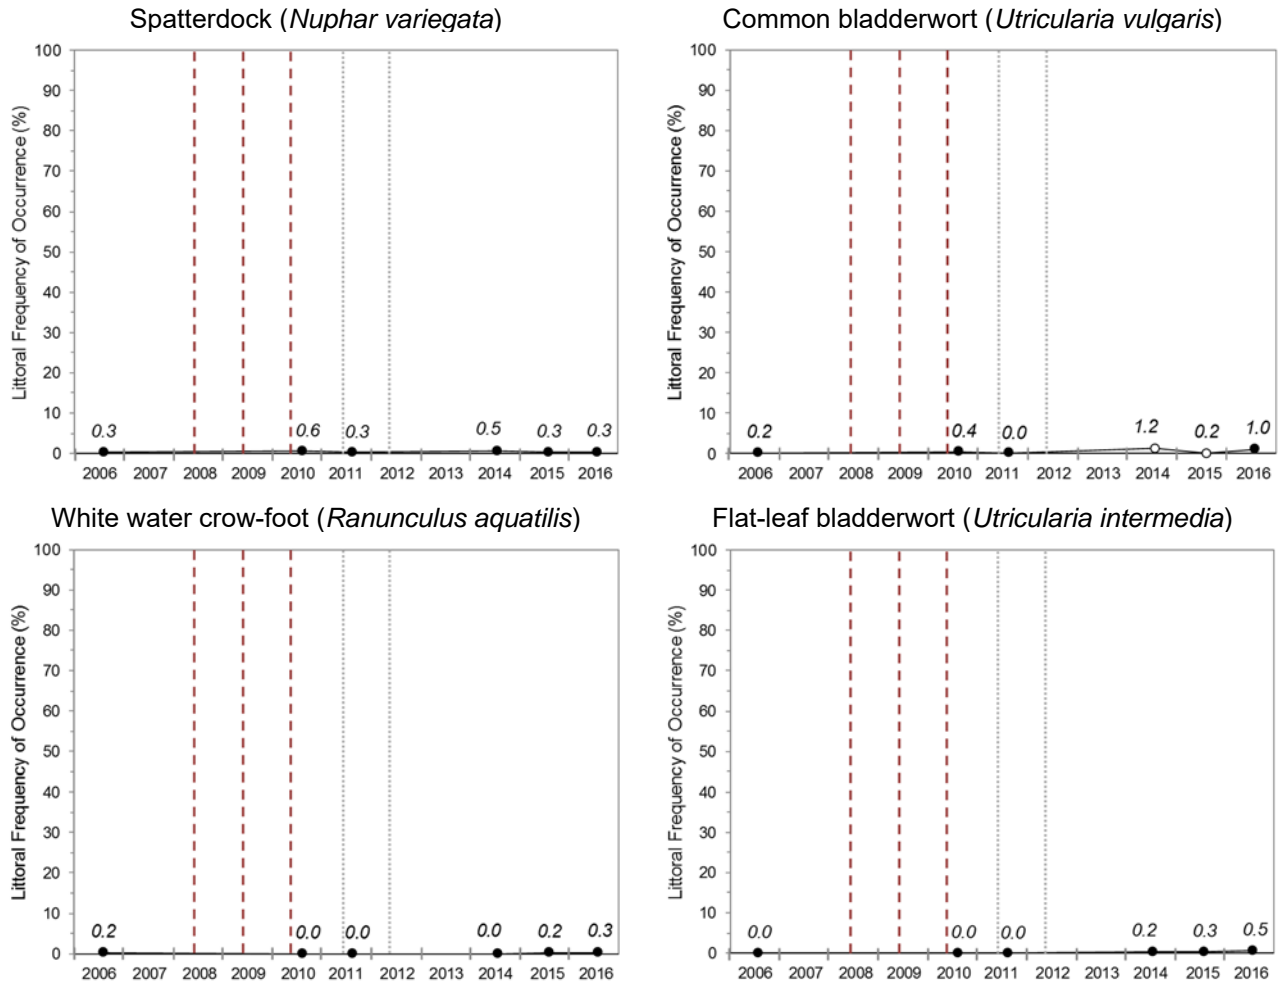 Spatterdock (Nuphar variegata)
Littoral Frequency of Occurrence (%)
100
90
80
70
60
50
40
30
20
10
0
0.3 0.6 0.3 0.5 0.3 0.3
2006 2007 2008 2009 2010 2011 2012 2013 2014 2015 2016
Common bladderwort (Utricularia vulgaris)
Littoral Frequency of Occurrence (%)
100
90
80
70
60
50
40
30
20
10
0
0.2 0.4 0.0 1.2 0.2 1.0
2006 2007 2008 2009 2010 2011 2012 2013 2014 2015 2016
White water crow-foot (Ranunculus aquatilis)
Littoral Frequency of Occurrence (%)
100
90
80
70
60
50
40
30
20
10
0
0.2 0.0 0.0 0.0 0.2 0.3
2006 2007 2008 2009 2010 2011 2012 2013 2014 2015 2016
Flat-leaf bladderwort (Utricularia intermedia)
Littoral Frequency of Occurrence (%)
100
90
80
70
60
50
40
30
20
10
0
0.0 0.0 0.0 0.2 0.3 0.5
2006 2007 2008 2009 2010 2011 2012 2013 2014 2015 2016